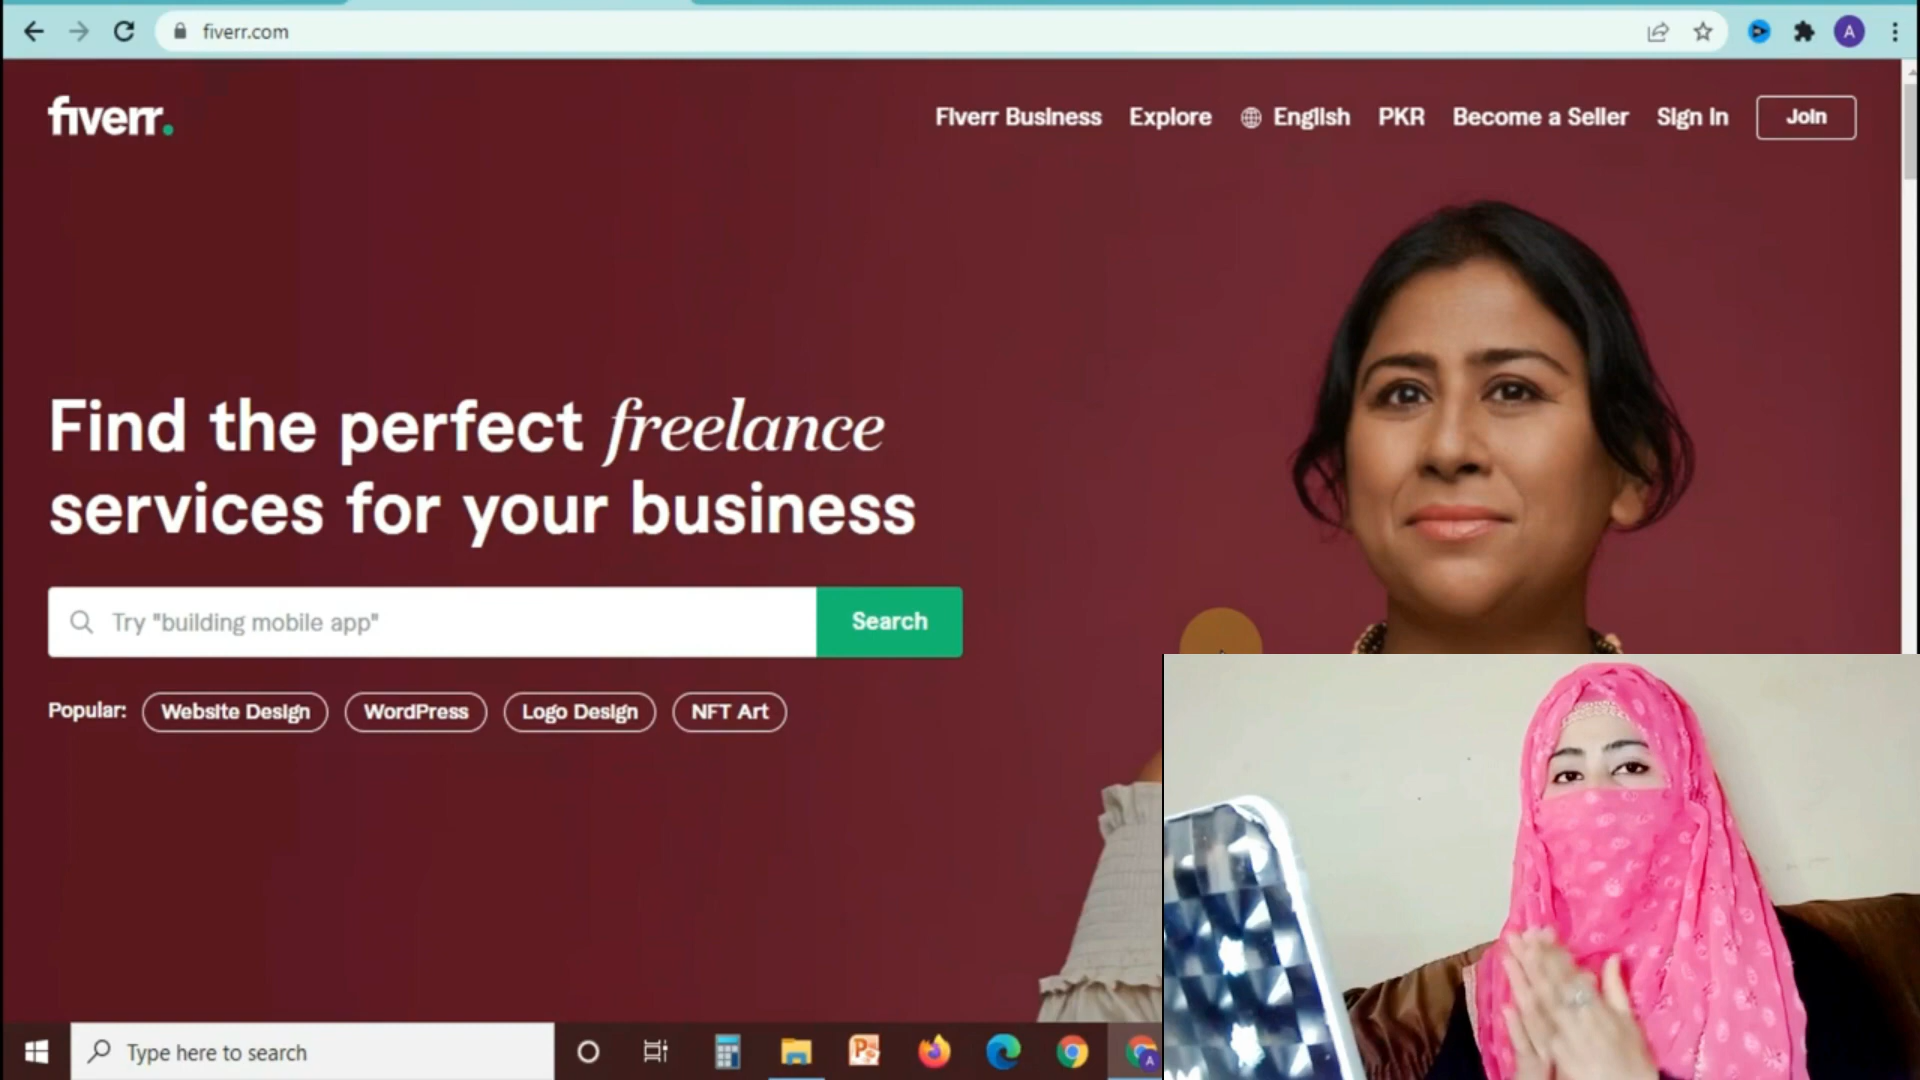 fiverr.com
A
fiverr.
Fiverr Business Explore English PKR Become a Seller Sign In Join
Find the perfect freelance
services for your business
Try "building mobile app"
Search
Popular: Website Design WordPress Logo Design NFT Art
Type here to search
A